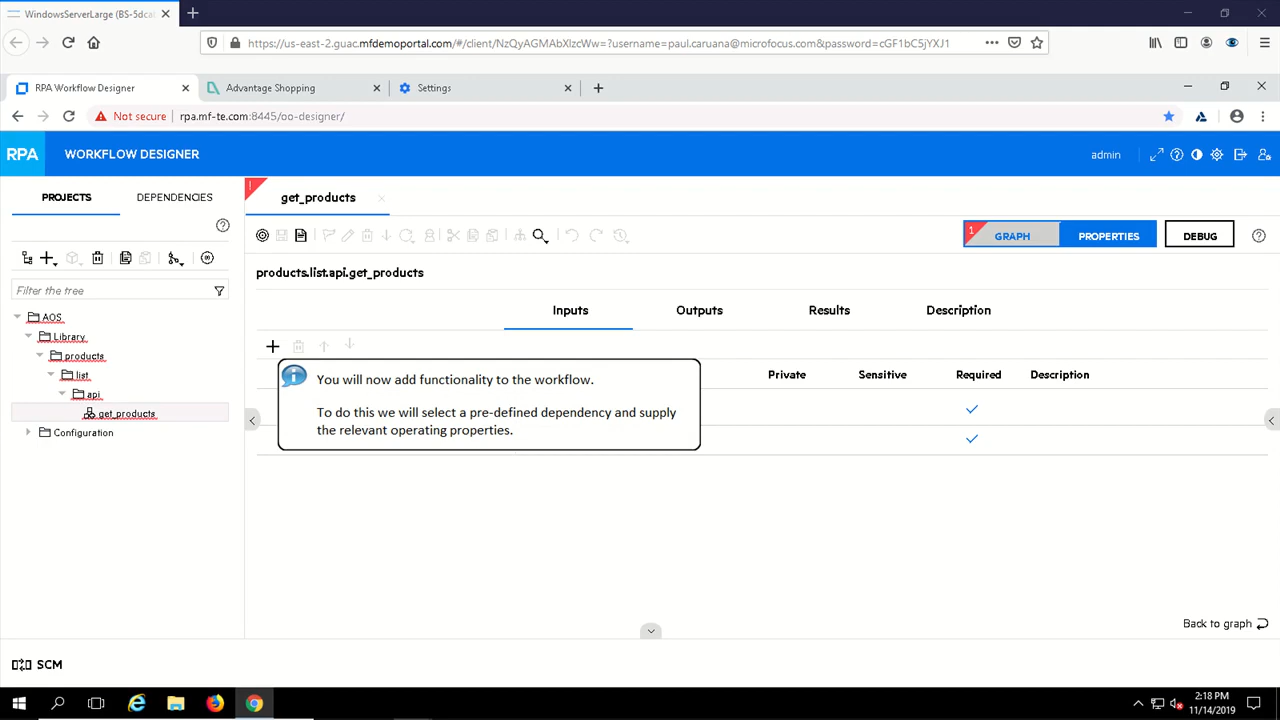 WindowsServerLarge (BS-5dca
https://us-east-2.guac.mfdemoportal.com/#/client/NzQyAGMAbXlzcWw=?username=paul.caruana@microfocus.com&password=cGF1bC5jYXJ1
RPA Workflow Designer
Advantage Shopping
Settings
Not secure
rpa.mf-te.com:8445/oo-designer/
RPA
WORKFLOW DESIGNER
admin
PROJECTS
DEPENDENCIES
! get_products
1 GRAPH
PROPERTIES
DEBUG
Filter the tree
products.list.api.get_products
AOS
Library
products
list
api
get_products
Configuration
Inputs
Outputs
Results
Description
Private
Sensitive
Required
Description
You will now add functionality to the workflow.
To do this we will select a pre-defined dependency and supply
the relevant operating properties.
Back to graph
SCM
2:18 PM
11/14/2019